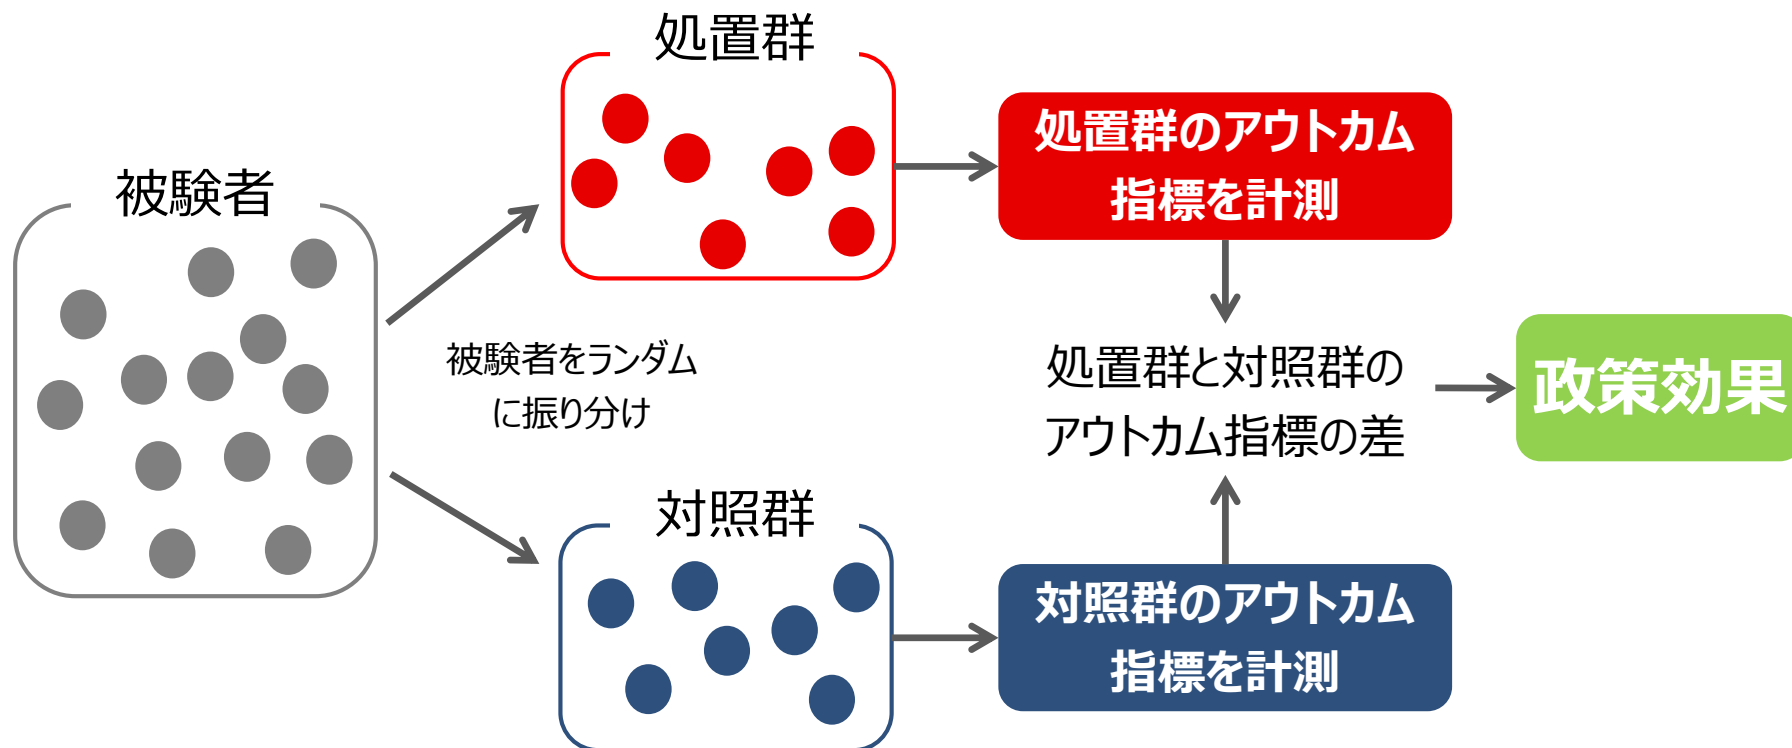 処置群
処置群のアウトカム
指標を計測
被験者
被験者をランダム
に振り分け
処置群と対照群の
アウトカム指標の差
政策効果
対照群
対照群のアウトカム
指標を計測